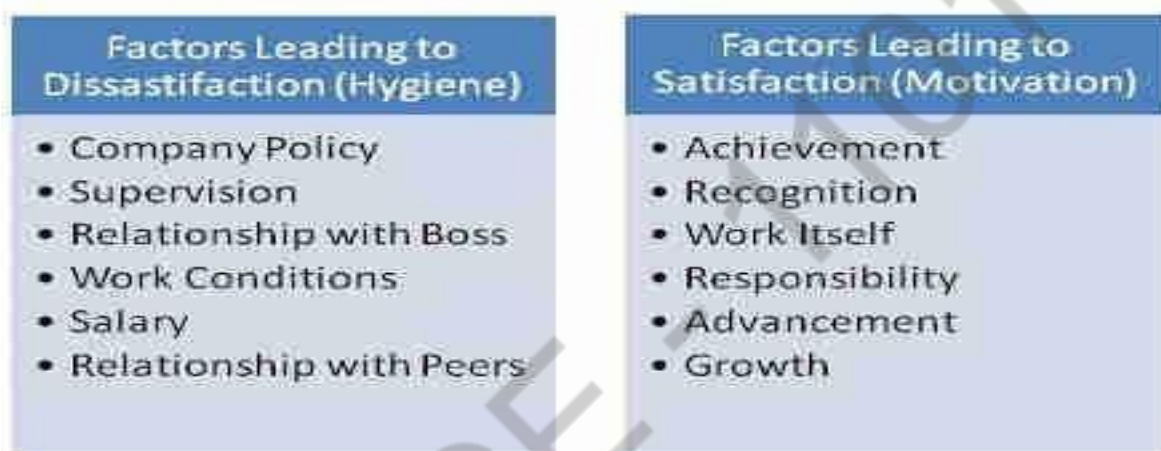 Factors Leading to
Dissastifaction (Hygiene)
• Company Policy
• Supervision
• Relationship with Boss
• Work Conditions
• Salary
• Relationship with Peers
Factors Leading to
Satisfaction (Motivation)
• Achievement
• Recognition
• Work Itself
• Responsibility
• Advancement
• Growth